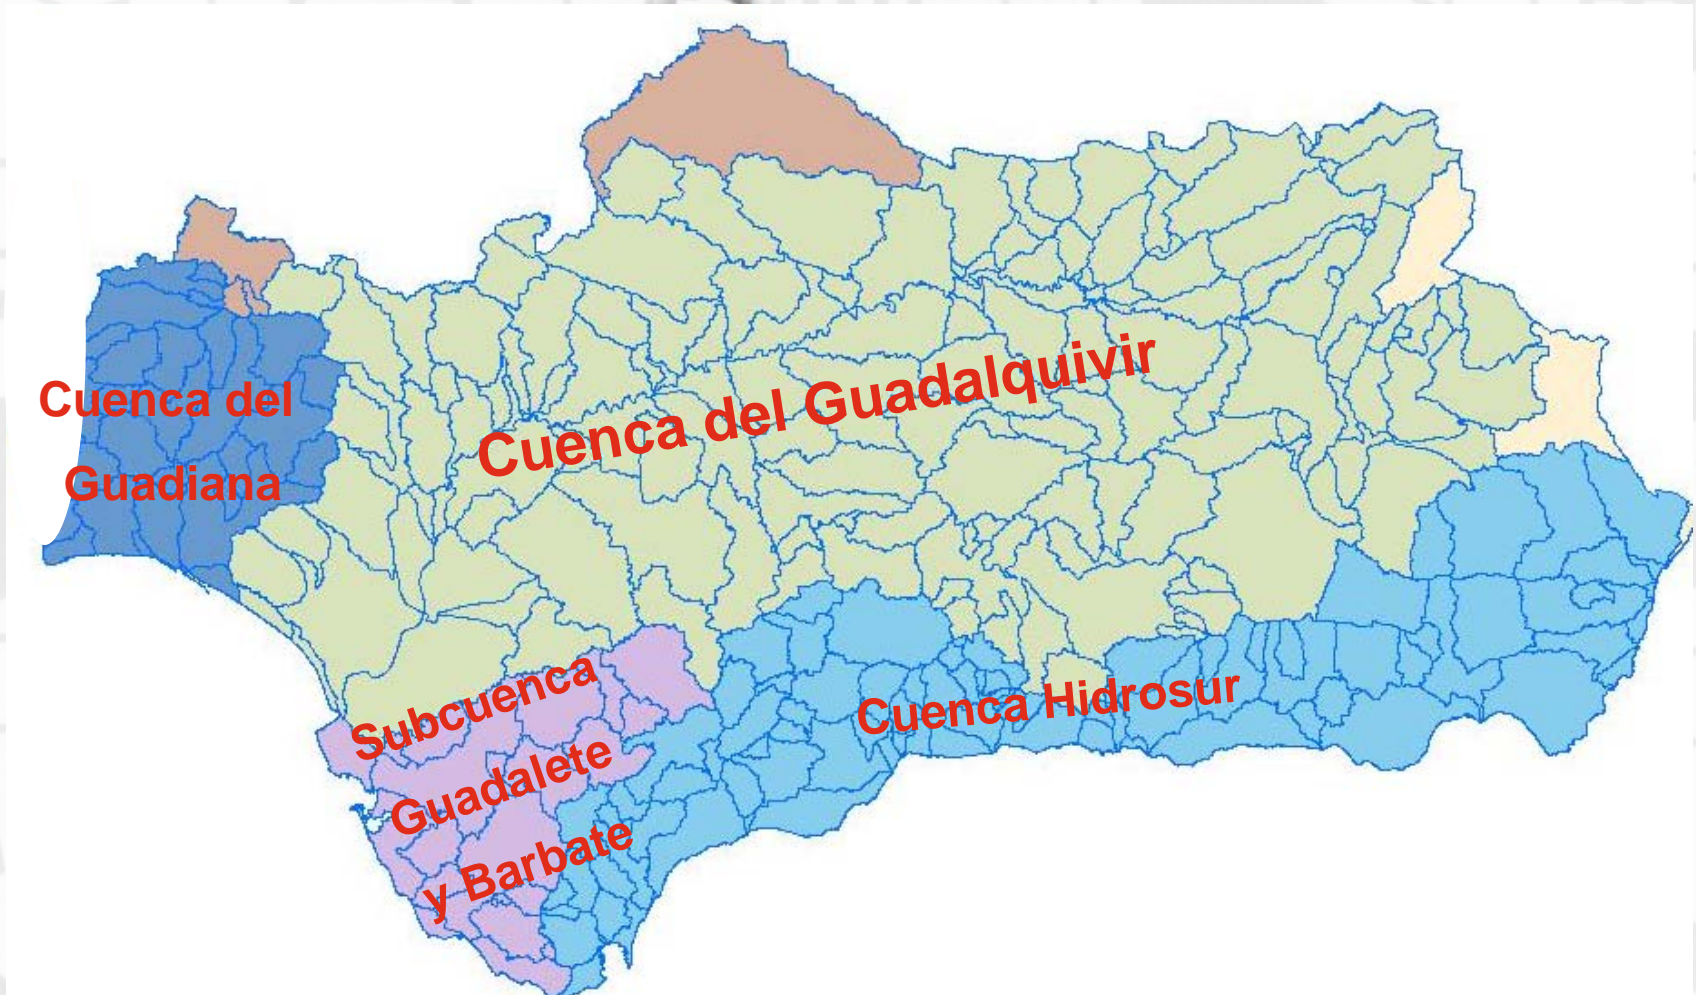 Cuenca del
Guadiana
Cuenca del Guadalquivir
Subcuenca
Guadalete
y Barbate
Cuenca Hidrosur